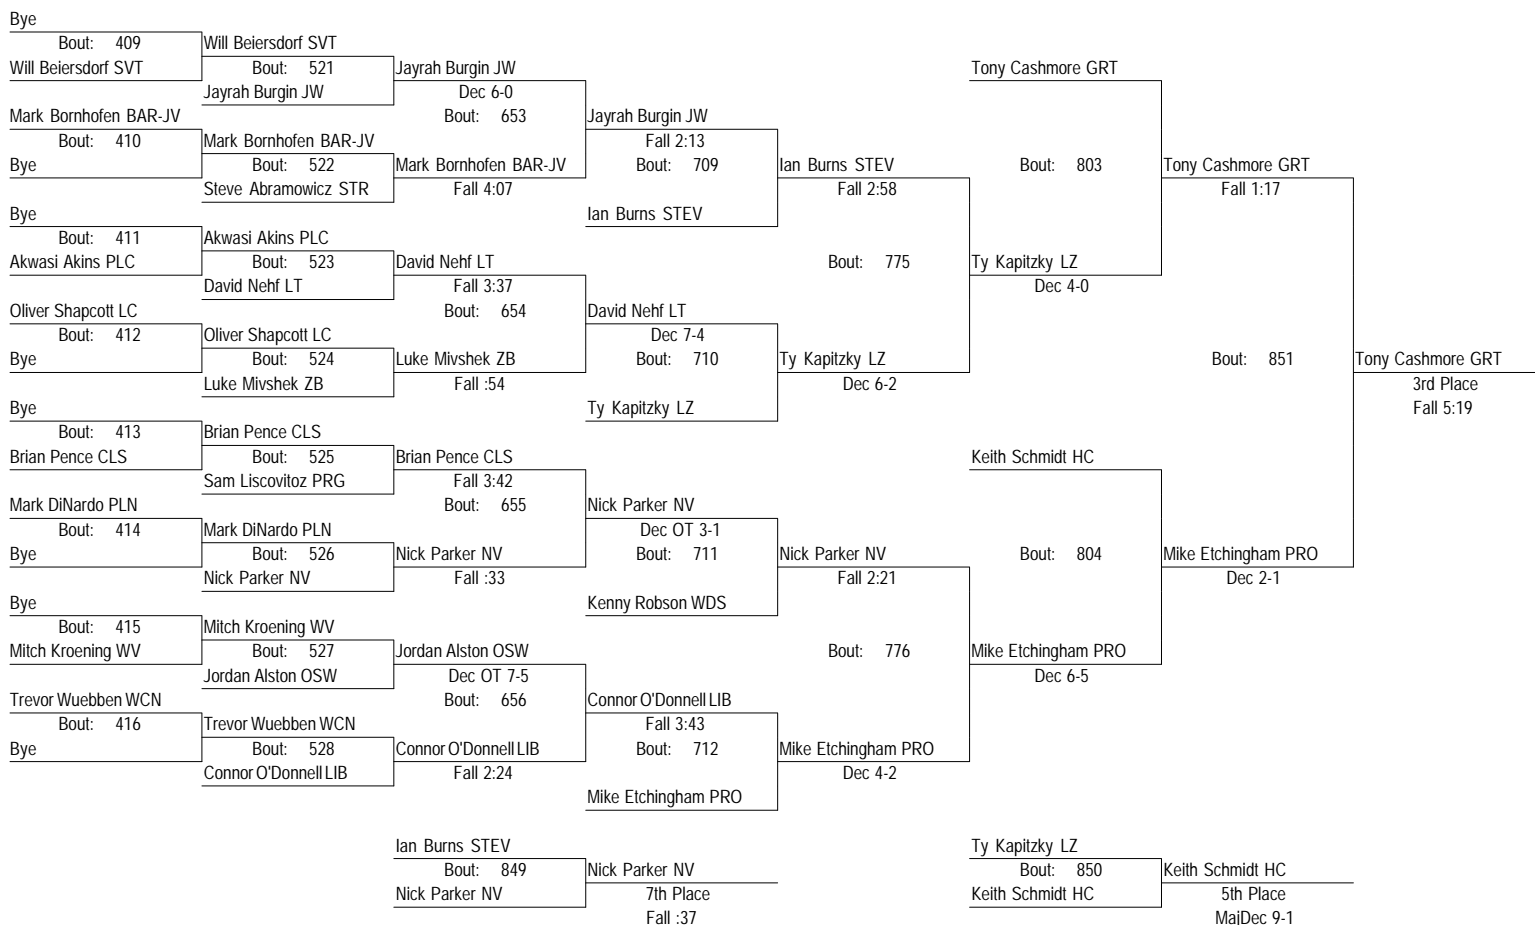 Bye
Bout: 409
Will Beiersdorf SVT
Will Beiersdorf SVT
Bout: 521
Jayrah Burgin JW
Jayrah Burgin JW
Dec 6-0
Bout: 653
Mark Bornhofen BAR-JV
Bout: 410
Bye
Mark Bornhofen BAR-JV
Bout: 522
Steve Abramowicz STR
Mark Bornhofen BAR-JV
Fall 4:07
Jayrah Burgin JW
Fall 2:13
Bout: 709
Ian Burns STEV
Ian Burns STEV
Fall 2:58
Bout: 775
Bye
Bout: 411
Akwasi Akins PLC
Akwasi Akins PLC
Bout: 523
David Nehf LT
David Nehf LT
Fall 3:37
Bout: 654
Oliver Shapcott LC
Bout: 412
Bye
Oliver Shapcott LC
Bout: 524
Luke Mivshek ZB
Luke Mivshek ZB
Fall :54
David Nehf LT
Dec 7-4
Bout: 710
Ty Kapitzky LZ
Ty Kapitzky LZ
Dec 6-2
Tony Cashmore GRT
Bout: 803
Ty Kapitzky LZ
Dec 4-0
Tony Cashmore GRT
Fall 1:17
Bout: 851
Tony Cashmore GRT
3rd Place
Fall 5:19
Bye
Bout: 413
Brian Pence CLS
Brian Pence CLS
Bout: 525
Sam Liscovitoz PRG
Brian Pence CLS
Fall 3:42
Bout: 655
Mark DiNardo PLN
Bout: 414
Bye
Mark DiNardo PLN
Bout: 526
Nick Parker NV
Nick Parker NV
Fall :33
Nick Parker NV
Dec OT 3-1
Bout: 711
Kenny Robson WDS
Nick Parker NV
Fall 2:21
Bout: 776
Bye
Bout: 415
Mitch Kroening WV
Mitch Kroening WV
Bout: 527
Jordan Alston OSW
Jordan Alston OSW
Dec OT 7-5
Bout: 656
Trevor Wuebben WCN
Bout: 416
Bye
Trevor Wuebben WCN
Bout: 528
Connor O'Donnell LIB
Connor O'Donnell LIB
Fall 2:24
Connor O'Donnell LIB
Fall 3:43
Bout: 712
Mike Etchingham PRO
Mike Etchingham PRO
Dec 4-2
Keith Schmidt HC
Bout: 804
Mike Etchingham PRO
Dec 6-5
Mike Etchingham PRO
Dec 2-1
Ian Burns STEV
Bout: 849
Nick Parker NV
Nick Parker NV
7th Place
Fall :37
Ty Kapitzky LZ
Bout: 850
Keith Schmidt HC
Keith Schmidt HC
5th Place
MajDec 9-1